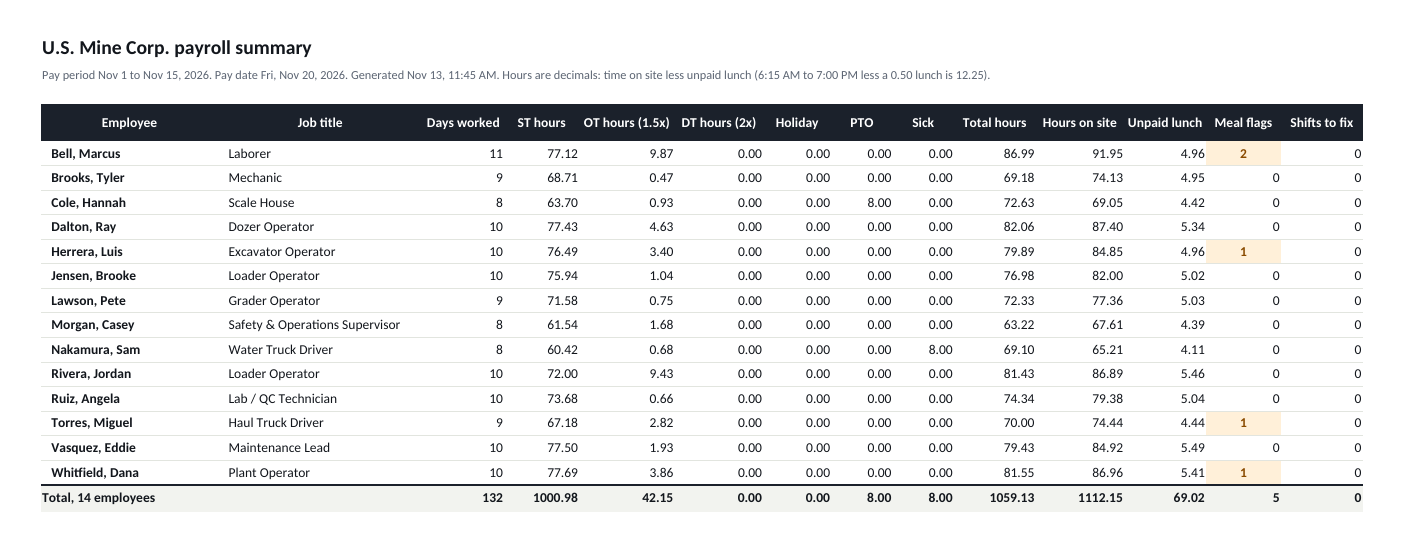 U.S. Mine Corp. payroll summary
Pay period Nov 1 to Nov 15, 2026. Pay date Fri, Nov 20, 2026. Generated Nov 13, 11:45 AM. Hours are decimals: time on site less unpaid lunch (6:15 AM to 7:00 PM less a 0.50 lunch is 12.25).
Employee Job title Days worked ST hours OT hours (1.5x) DT hours (2x) Holiday PTO Sick Total hours Hours on site Unpaid lunch Meal flags Shifts to fix
Bell, Marcus Laborer 11 77.12 9.87 0.00 0.00 0.00 0.00 86.99 91.95 4.96 2 0
Brooks, Tyler Mechanic 9 68.71 0.47 0.00 0.00 0.00 0.00 69.18 74.13 4.95 0 0
Cole, Hannah Scale House 8 63.70 0.93 0.00 0.00 8.00 0.00 72.63 69.05 4.42 0 0
Dalton, Ray Dozer Operator 10 77.43 4.63 0.00 0.00 0.00 0.00 82.06 87.40 5.34 0 0
Herrera, Luis Excavator Operator 10 76.49 3.40 0.00 0.00 0.00 0.00 79.89 84.85 4.96 1 0
Jensen, Brooke Loader Operator 10 75.94 1.04 0.00 0.00 0.00 0.00 76.98 82.00 5.02 0 0
Lawson, Pete Grader Operator 9 71.58 0.75 0.00 0.00 0.00 0.00 72.33 77.36 5.03 0 0
Morgan, Casey Safety & Operations Supervisor 8 61.54 1.68 0.00 0.00 0.00 0.00 63.22 67.61 4.39 0 0
Nakamura, Sam Water Truck Driver 8 60.42 0.68 0.00 0.00 0.00 8.00 69.10 65.21 4.11 0 0
Rivera, Jordan Loader Operator 10 72.00 9.43 0.00 0.00 0.00 0.00 81.43 86.89 5.46 0 0
Ruiz, Angela Lab / QC Technician 10 73.68 0.66 0.00 0.00 0.00 0.00 74.34 79.38 5.04 0 0
Torres, Miguel Haul Truck Driver 9 67.18 2.82 0.00 0.00 0.00 0.00 70.00 74.44 4.44 1 0
Vasquez, Eddie Maintenance Lead 10 77.50 1.93 0.00 0.00 0.00 0.00 79.43 84.92 5.49 0 0
Whitfield, Dana Plant Operator 10 77.69 3.86 0.00 0.00 0.00 0.00 81.55 86.96 5.41 1 0
Total, 14 employees 132 1000.98 42.15 0.00 0.00 8.00 8.00 1059.13 1112.15 69.02 5 0